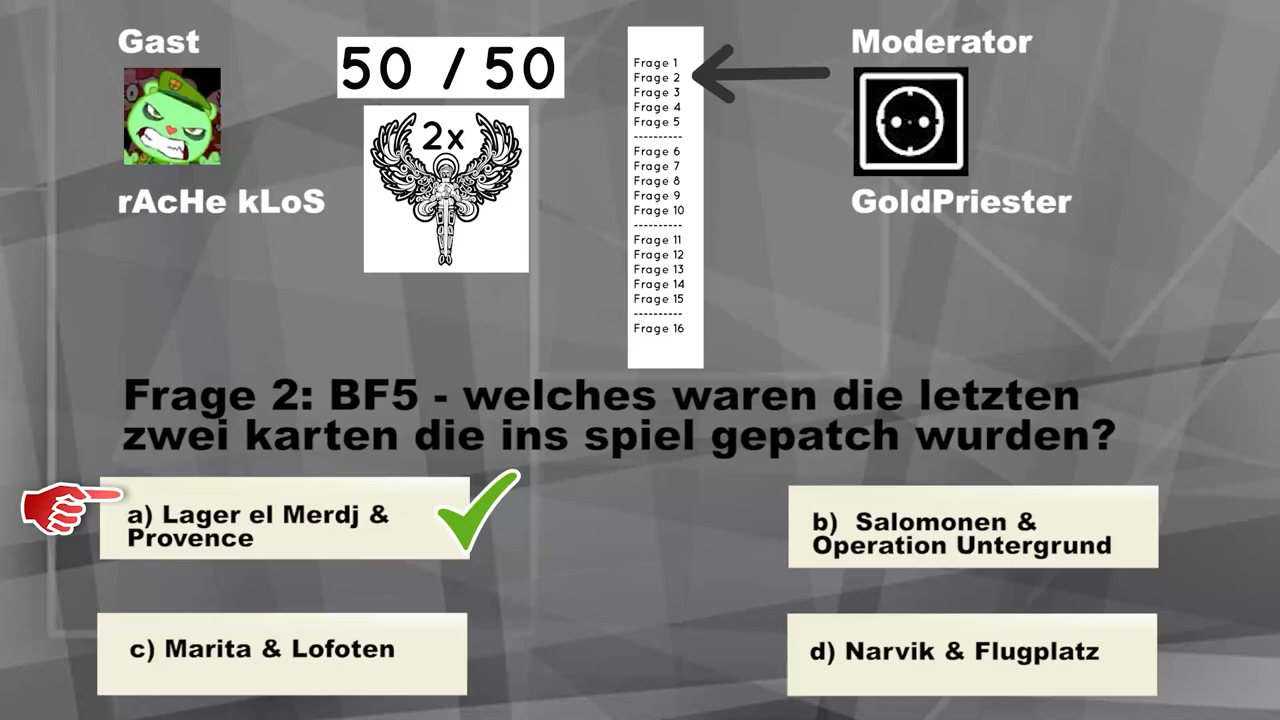 Gast
rAcHe kLoS
50 / 50
2x
Frage 1
Frage 2
Frage 3
Frage 4
Frage 5
----------
Frage 6
Frage 7
Frage 8
Frage 9
Frage 10
----------
Frage 11
Frage 12
Frage 13
Frage 14
Frage 15
----------
Frage 16
Moderator
GoldPriester
Frage 2: BF5 - welches waren die letzten
zwei karten die ins spiel gepatch wurden?
a) Lager el Merdj &
Provence
b) Salomonen &
Operation Untergrund
c) Marita & Lofoten
d) Narvik & Flugplatz